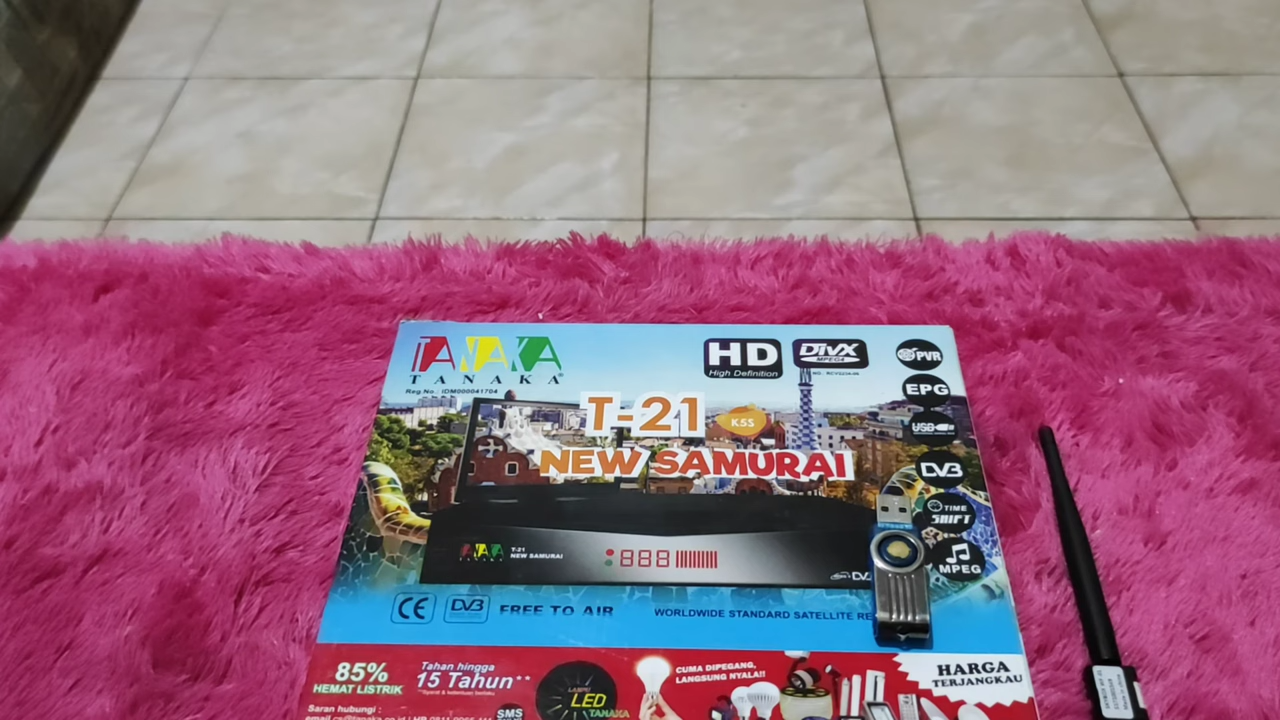 TANAKA
TANAKA®
Reg.No.: IDM000041704
HD
High Definition
DivX
MPEG4
PVR
EPG
USB
DVB
TIME
SHIFT
MPEG
T-21
K5S
NEW SAMURAI
TANAKA
T-21
NEW SAMURAI
888
CE
DVB
FREE TO AIR
WORLDWIDE STANDARD SATELLITE RE
85%
HEMAT LISTRIK
Tahan hingga
15 Tahun**
LAMPU
LED
TANAKA
CUMA DIPEGANG,
LANGSUNG NYALA!!
HARGA
TERJANGKAU
Saran hubungi :
SMS